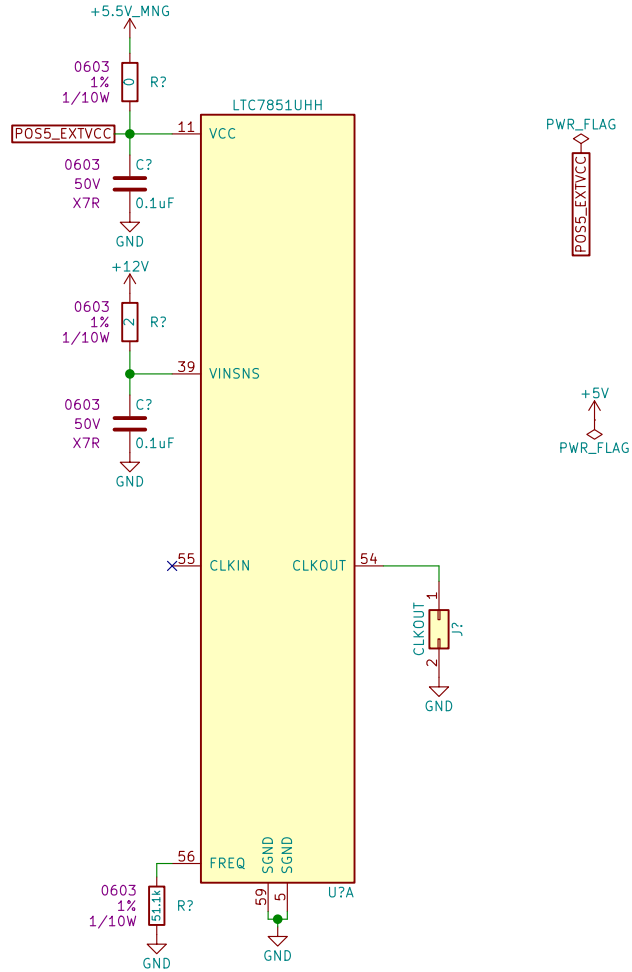 +5.5V_MNG
0603
1%
1/10W
0
R?
LTC7851UHH
POS5_EXTVCC
11
VCC
0603
50V
X7R
C?
0.1uF
GND
+12V
0603
1%
1/10W
2
R?
39
VINSNS
0603
50V
X7R
C?
0.1uF
GND
55
CLKIN
CLKOUT
54
1
CLKOUT
J?
2
GND
56
FREQ
SGND
SGND
0603
1%
1/10W
51.1k
R?
GND
59
5
U?A
GND
PWR_FLAG
POS5_EXTVCC
+5V
PWR_FLAG